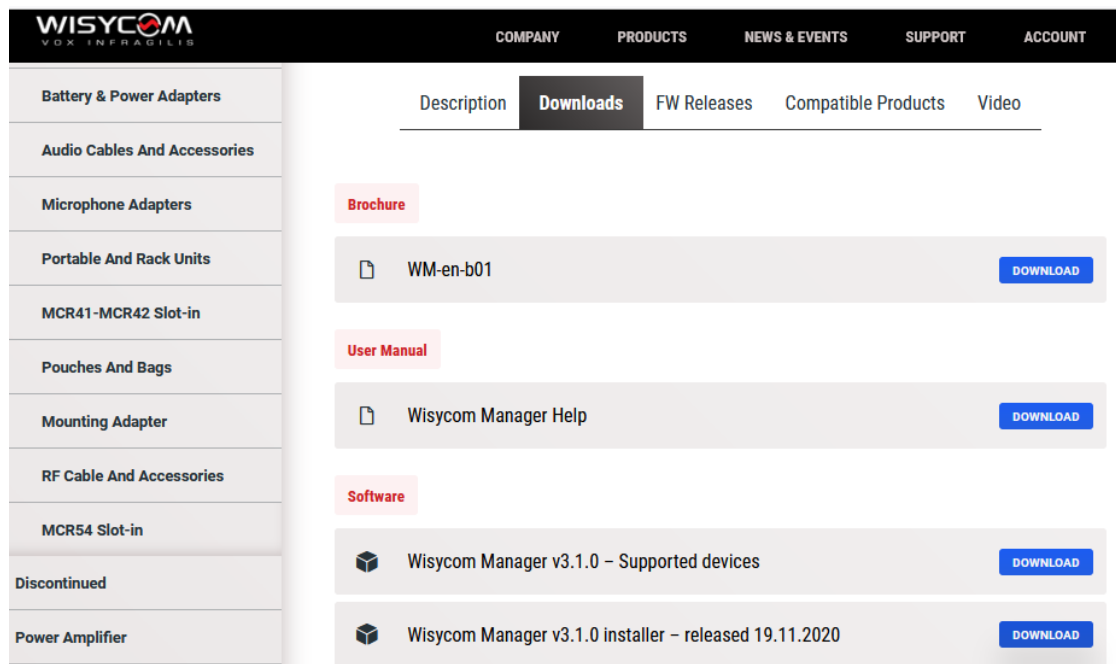 WISYCOM
VOX INFRAGILIS
COMPANY
PRODUCTS
NEWS & EVENTS
SUPPORT
ACCOUNT
Battery & Power Adapters
Audio Cables And Accessories
Microphone Adapters
Portable And Rack Units
MCR41-MCR42 Slot-in
Pouches And Bags
Mounting Adapter
RF Cable And Accessories
MCR54 Slot-in
Discontinued
Power Amplifier
Description
Downloads
FW Releases
Compatible Products
Video
Brochure
WM-en-b01
DOWNLOAD
User Manual
Wisycom Manager Help
DOWNLOAD
Software
Wisycom Manager v3.1.0 – Supported devices
DOWNLOAD
Wisycom Manager v3.1.0 installer – released 19.11.2020
DOWNLOAD